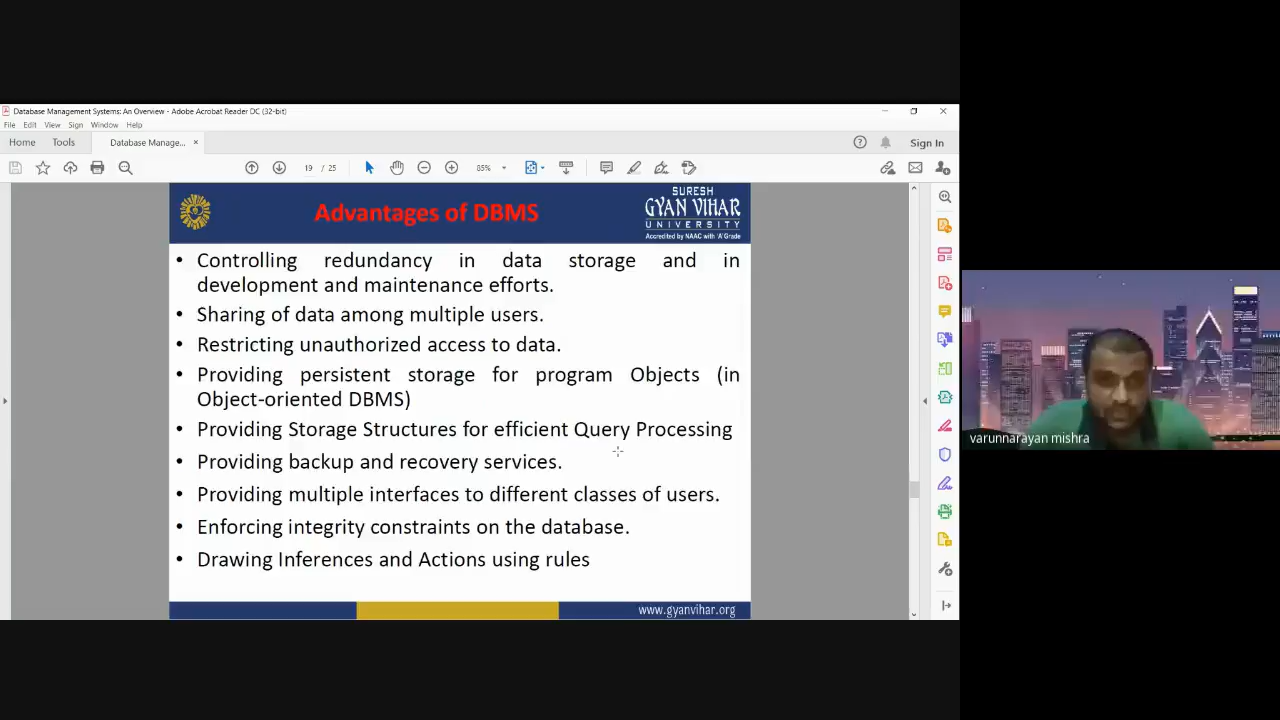 Database Management Systems: An Overview - Adobe Acrobat Reader DC (32-bit)
File Edit View Sign Window Help
Home Tools Database Manage... × Sign In
19 / 25 85%
Advantages of DBMS
SURESH
GYAN VIHAR
UNIVERSITY
Accredited by NAAC with 'A' Grade
• Controlling redundancy in data storage and in
development and maintenance efforts.
• Sharing of data among multiple users.
• Restricting unauthorized access to data.
• Providing persistent storage for program Objects (in
Object-oriented DBMS)
• Providing Storage Structures for efficient Query Processing
• Providing backup and recovery services.
• Providing multiple interfaces to different classes of users.
• Enforcing integrity constraints on the database.
• Drawing Inferences and Actions using rules
www.gyanvihar.org
varunnarayan mishra